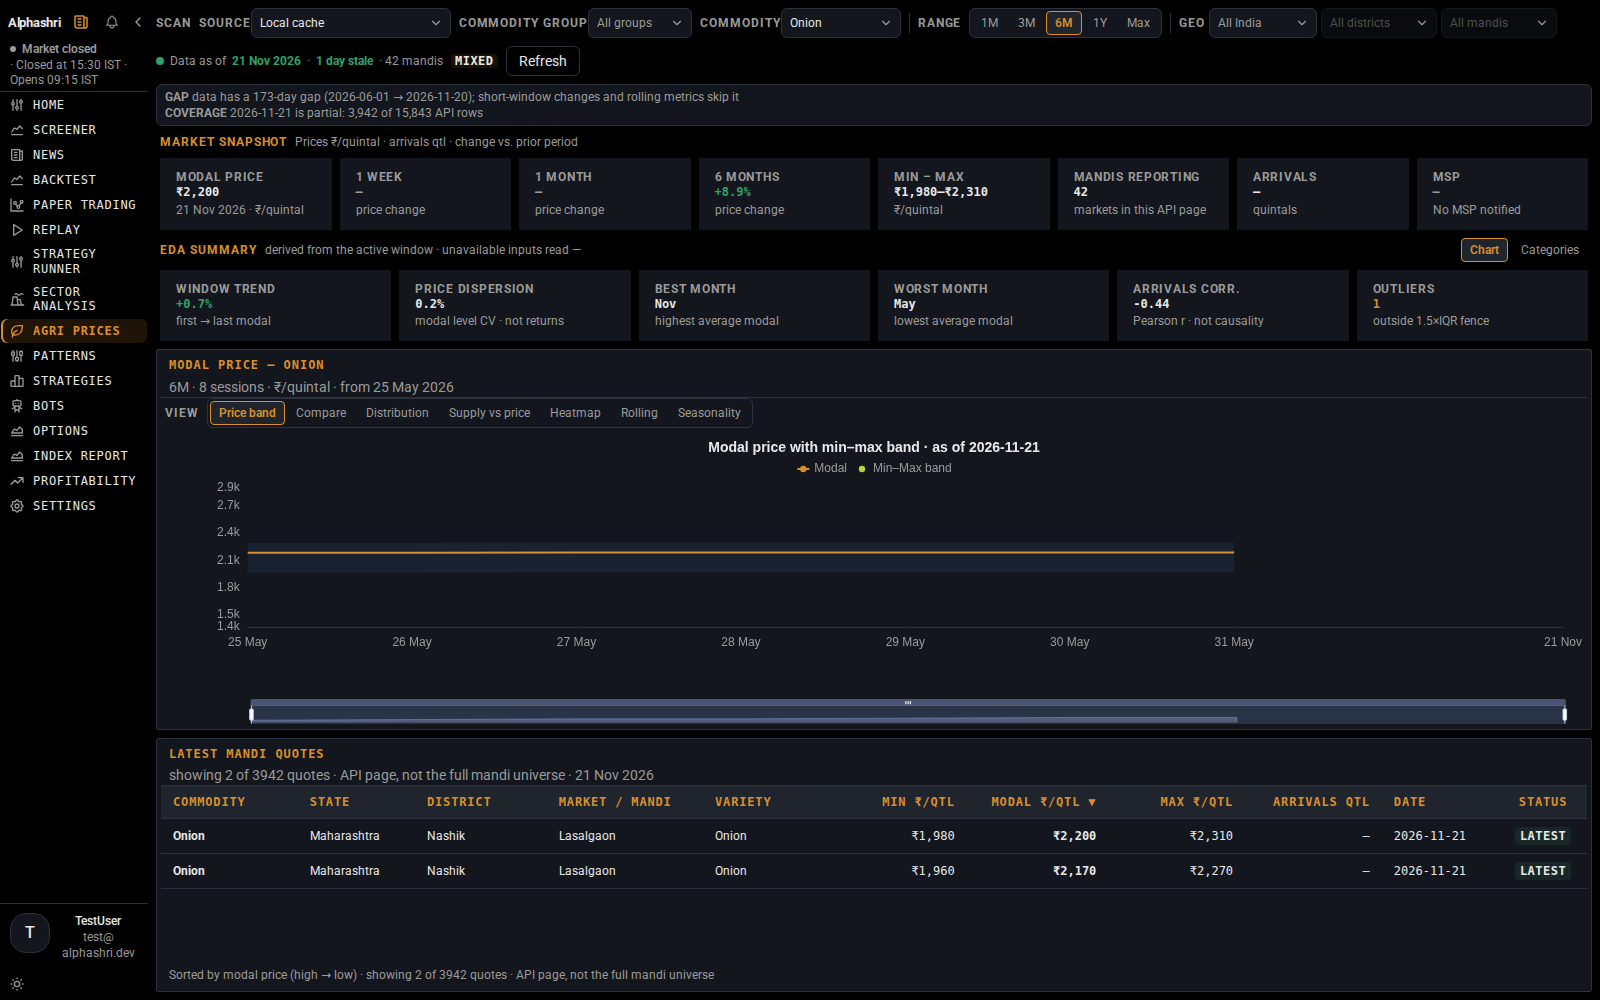 Alphashri
Market closed
· Closed at 15:30 IST ·
Opens 09:15 IST
HOME
SCREENER
NEWS
BACKTEST
PAPER TRADING
REPLAY
STRATEGY
RUNNER
SECTOR
ANALYSIS
AGRI PRICES
PATTERNS
STRATEGIES
BOTS
OPTIONS
INDEX REPORT
PROFITABILITY
SETTINGS
T
TestUser
test@
alphashri.dev
SCAN SOURCE Local cache COMMODITY GROUP All groups COMMODITY Onion RANGE 1M 3M 6M 1Y Max GEO All India All districts All mandis
Data as of 21 Nov 2026 · 1 day stale · 42 mandis MIXED Refresh
GAP data has a 173-day gap (2026-06-01 → 2026-11-20); short-window changes and rolling metrics skip it
COVERAGE 2026-11-21 is partial: 3,942 of 15,843 API rows
MARKET SNAPSHOT Prices ₹/quintal · arrivals qtl · change vs. prior period
MODAL PRICE 1 WEEK 1 MONTH 6 MONTHS MIN – MAX MANDIS REPORTING ARRIVALS MSP
₹2,200 — — +8.9% ₹1,980–₹2,310 42 — —
21 Nov 2026 · ₹/quintal price change price change price change ₹/quintal markets in this API page quintals No MSP notified
EDA SUMMARY derived from the active window · unavailable inputs read — Chart Categories
WINDOW TREND PRICE DISPERSION BEST MONTH WORST MONTH ARRIVALS CORR. OUTLIERS
+0.7% 0.2% Nov May -0.44 1
first → last modal modal level CV · not returns highest average modal lowest average modal Pearson r · not causality outside 1.5×IQR fence
MODAL PRICE — ONION
6M · 8 sessions · ₹/quintal · from 25 May 2026
VIEW Price band Compare Distribution Supply vs price Heatmap Rolling Seasonality
Modal price with min–max band · as of 2026-11-21
Modal Min–Max band
2.9k
2.7k
2.4k
2.1k
1.8k
1.5k
1.4k
25 May 26 May 27 May 28 May 29 May 30 May 31 May 21 Nov
LATEST MANDI QUOTES
showing 2 of 3942 quotes · API page, not the full mandi universe · 21 Nov 2026
COMMODITY STATE DISTRICT MARKET / MANDI VARIETY MIN ₹/QTL MODAL ₹/QTL ▼ MAX ₹/QTL ARRIVALS QTL DATE STATUS
Onion Maharashtra Nashik Lasalgaon Onion ₹1,980 ₹2,200 ₹2,310 — 2026-11-21 LATEST
Onion Maharashtra Nashik Lasalgaon Onion ₹1,960 ₹2,170 ₹2,270 — 2026-11-21 LATEST
Sorted by modal price (high → low) · showing 2 of 3942 quotes · API page, not the full mandi universe